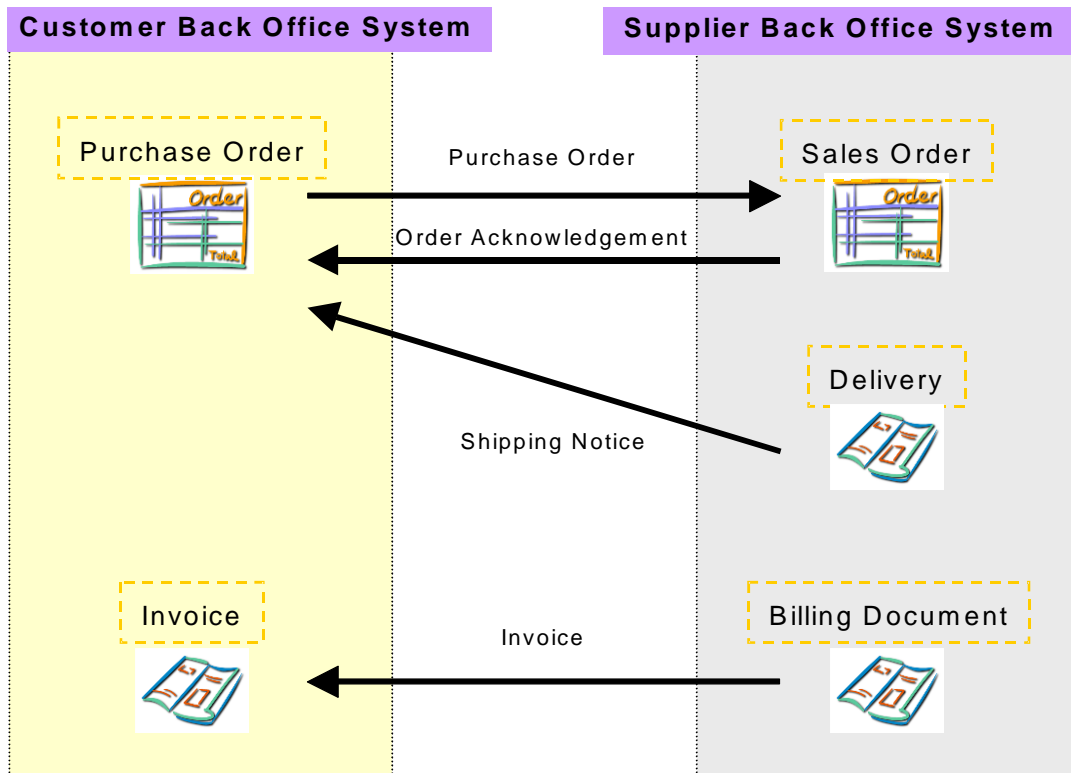 Customer Back Office System
Supplier Back Office System
Purchase Order
Purchase Order
Sales Order
Order
Total
Order
Total
Order Acknowledgement
Delivery
Shipping Notice
Invoice
Invoice
Billing Document